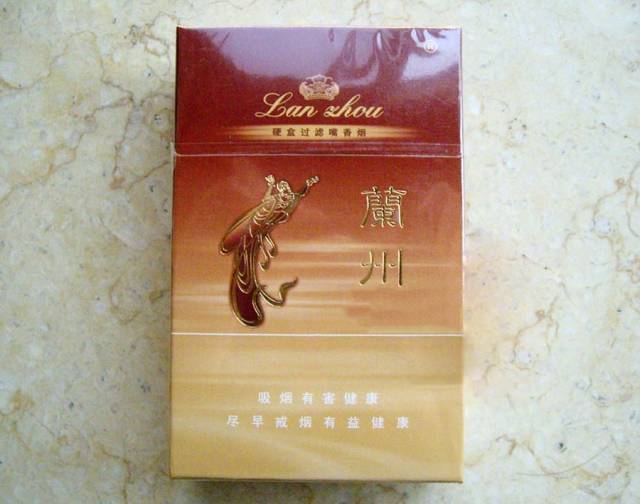 Lan zhou
硬盒过滤嘴香烟
蘭
州
吸烟有害健康
尽早戒烟有益健康